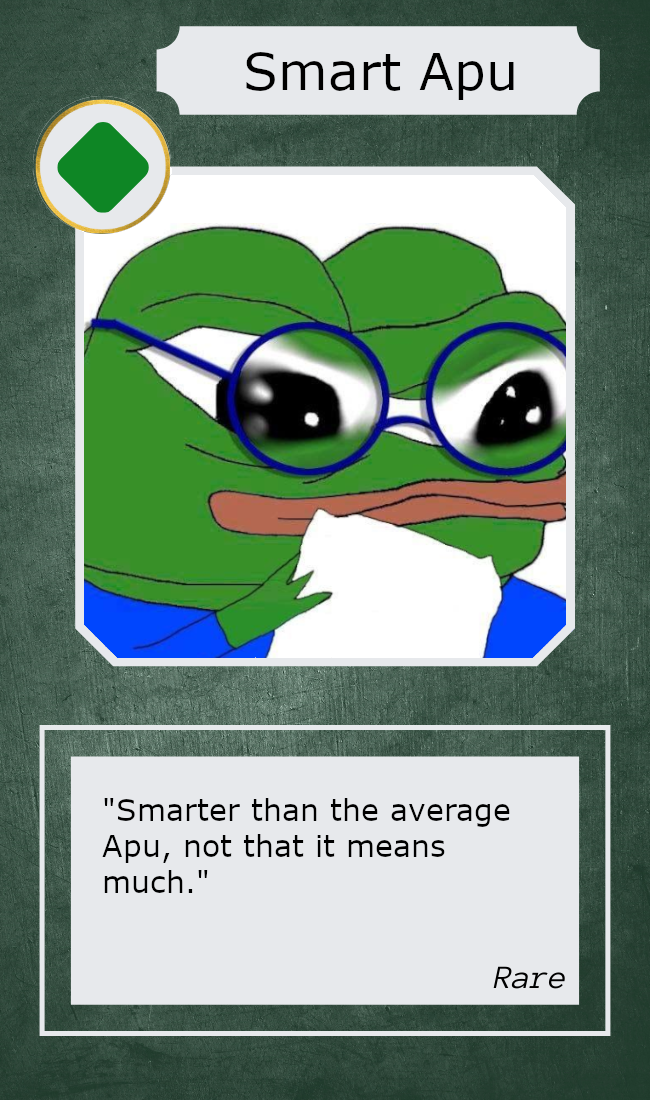 Smart Apu
"Smarter than the average
Apu, not that it means
much."
Rare